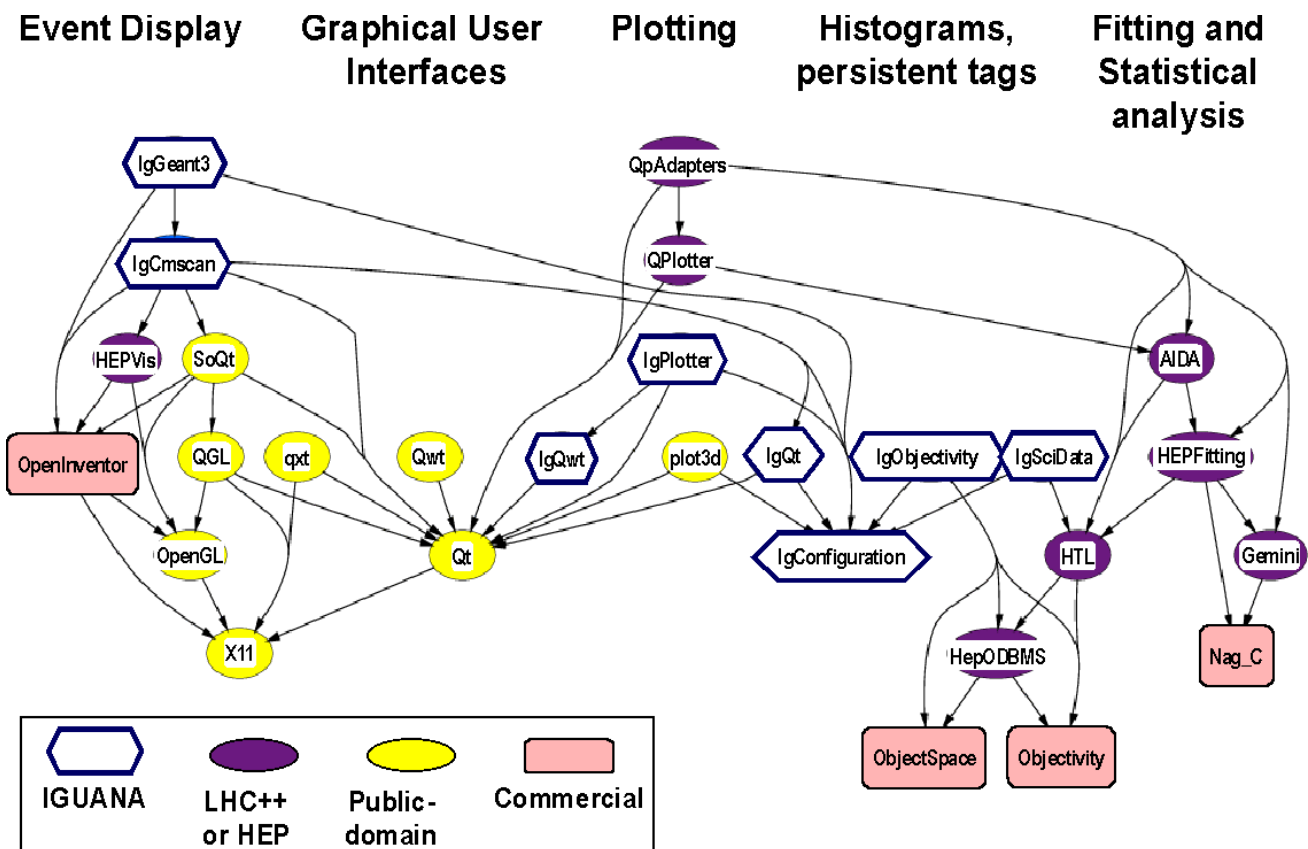 Event Display
Graphical User
Interfaces
Plotting
Histograms,
persistent tags
Fitting and
Statistical
analysis
IgGeant3
QpAdapters
IgCmscan
QPlotter
HEPVis
SoQt
IgPlotter
AIDA
OpenInventor
QGL
qxt
Qwt
IgQwt
plot3d
IgQt
IgObjectivity
IgSciData
HEPFitting
OpenGL
Qt
IgConfiguration
HTL
Gemini
X11
HepODBMS
Nag_C
ObjectSpace
Objectivity
IGUANA
LHC++
or HEP
Public-
domain
Commercial